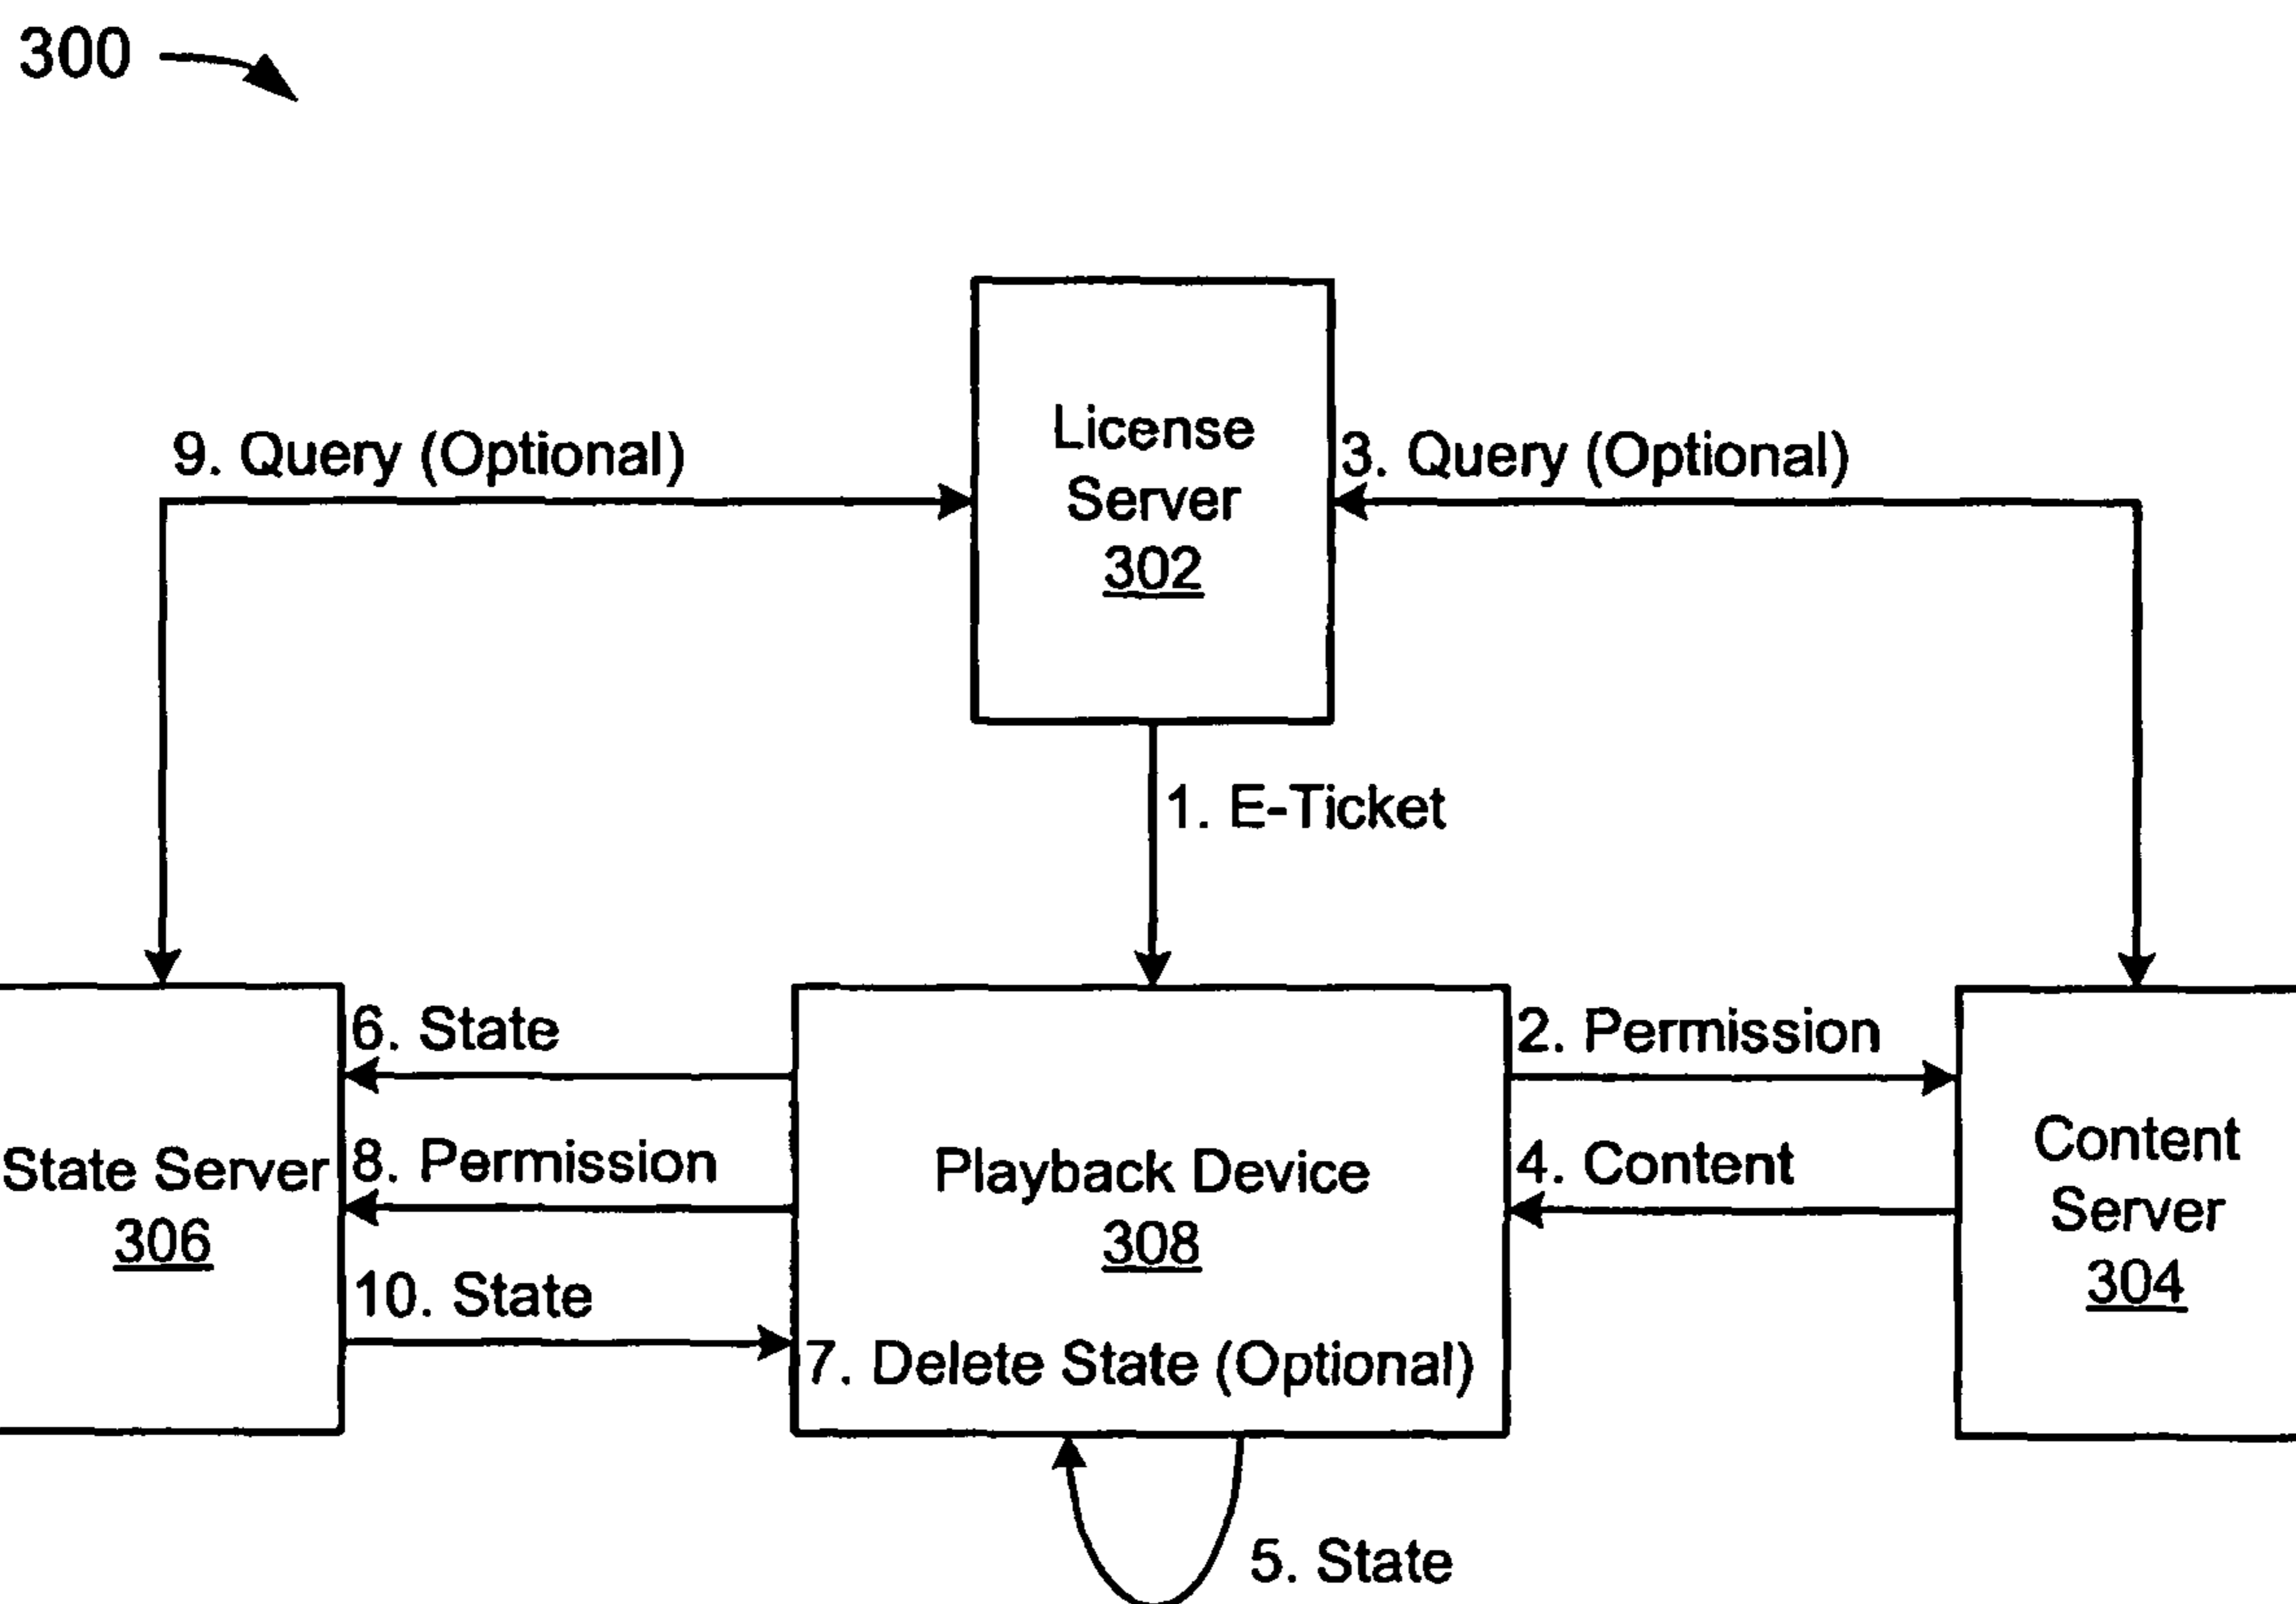 300
License
Server
302
9. Query (Optional)
3. Query (Optional)
1. E-Ticket
State Server
306
6. State
8. Permission
10. State
Playback Device
308
7. Delete State (Optional)
2. Permission
4. Content
Content
Server
304
5. State